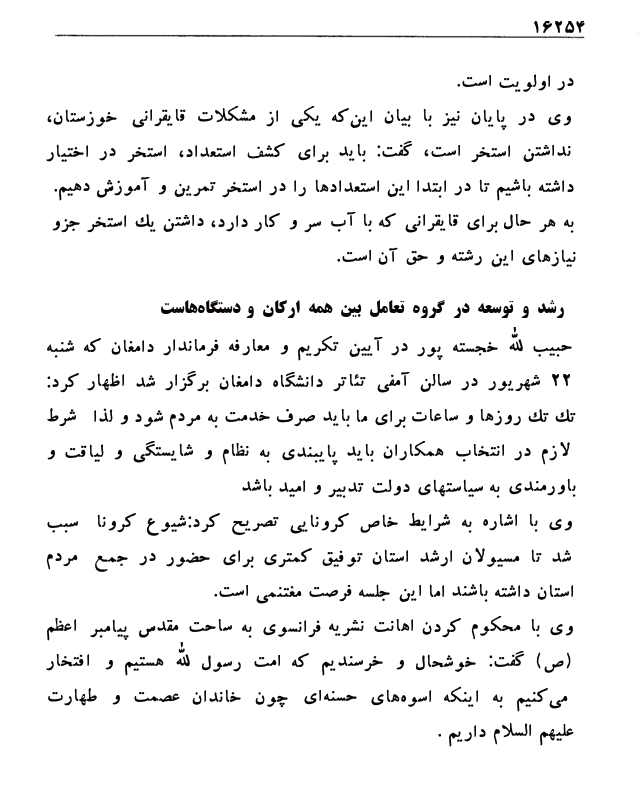 ۱۶۲۵۴
در اولویت است.
وی در پایان نیز با بیان این‌که یکی از مشکلات قایقرانی خوزستان،
نداشتن استخر است، گفت: باید برای کشف استعداد، استخر در اختیار
داشته باشیم تا در ابتدا این استعدادها را در استخر تمرین و آموزش دهیم.
به هر حال برای قایقرانی که با آب سر و کار دارد، داشتن یك استخر جزو
نیازهای این رشته و حق آن است.
رشد و توسعه در گروه تعامل بین همه ارکان و دستگاه‌هاست
حبیب الله خجسته پور در آیین تکریم و معارفه فرماندار دامغان که شنبه
۲۲ شهریور در سالن آمفی تئاتر دانشگاه دامغان برگزار شد اظهار کرد:
تك تك روزها و ساعات برای ما باید صرف خدمت به مردم شود و لذا شرط
لازم در انتخاب همکاران باید پایبندی به نظام و شایستگی و لیاقت و
باورمندی به سیاستهای دولت تدبیر و امید باشد
وی با اشاره به شرایط خاص کرونایی تصریح کرد:شیوع کرونا سبب
شد تا مسیولان ارشد استان توفیق کمتری برای حضور در جمع مردم
استان داشته باشند اما این جلسه فرصت مغتنمی است.
وی با محکوم کردن اهانت نشریه فرانسوی به ساحت مقدس پیامبر اعظم
(ص) گفت: خوشحال و خرسندیم که امت رسول الله هستیم و افتخار
می‌کنیم به اینکه اسوه‌های حسنه‌ای چون خاندان عصمت و طهارت
علیهم السلام داریم .